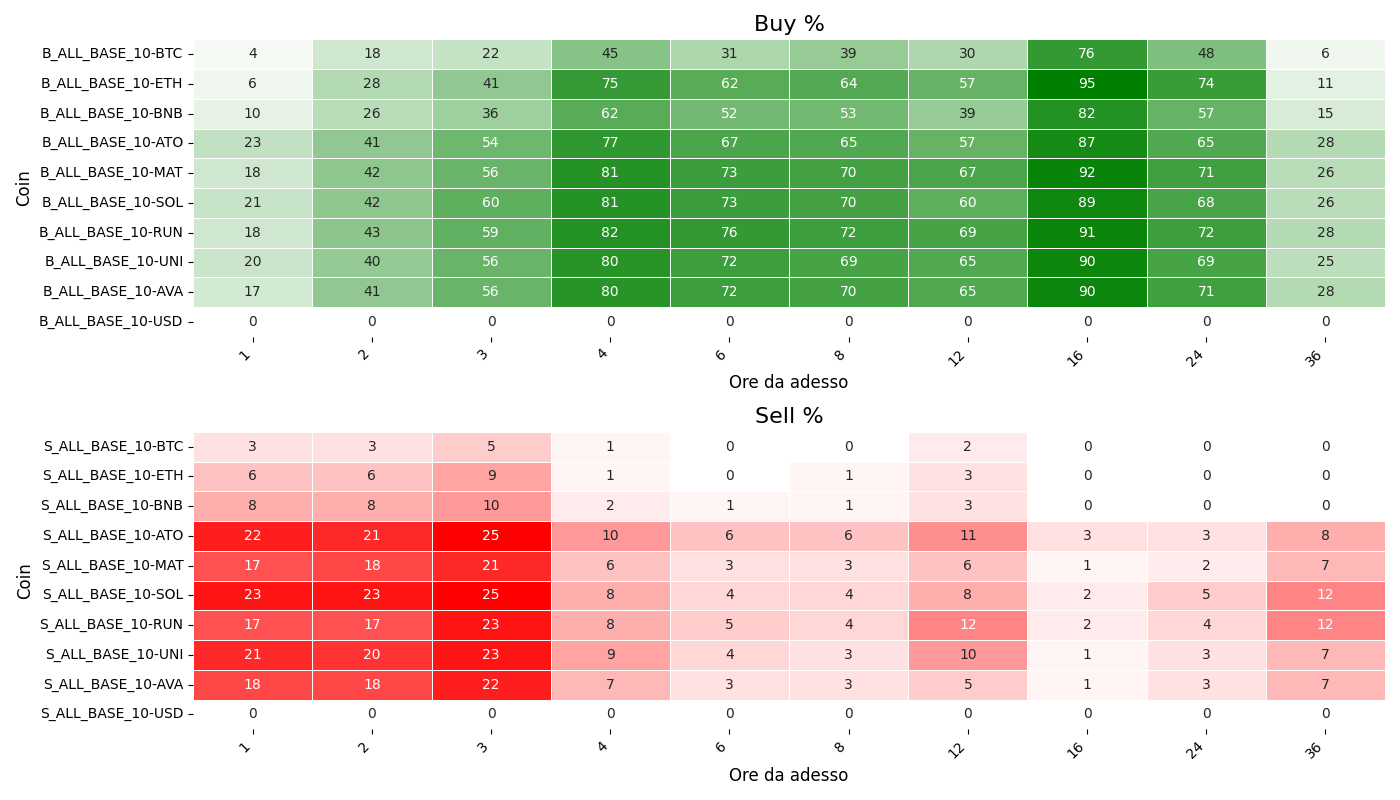 Buy %
Coin
B_ALL_BASE_10-BTC 4 18 22 45 31 39 30 76 48 6
B_ALL_BASE_10-ETH 6 28 41 75 62 64 57 95 74 11
B_ALL_BASE_10-BNB 10 26 36 62 52 53 39 82 57 15
B_ALL_BASE_10-ATO 23 41 54 77 67 65 57 87 65 28
B_ALL_BASE_10-MAT 18 42 56 81 73 70 67 92 71 26
B_ALL_BASE_10-SOL 21 42 60 81 73 70 60 89 68 26
B_ALL_BASE_10-RUN 18 43 59 82 76 72 69 91 72 28
B_ALL_BASE_10-UNI 20 40 56 80 72 69 65 90 69 25
B_ALL_BASE_10-AVA 17 41 56 80 72 70 65 90 71 28
B_ALL_BASE_10-USD 0 0 0 0 0 0 0 0 0 0
1 2 3 4 6 8 12 16 24 36
Ore da adesso
Sell %
Coin
S_ALL_BASE_10-BTC 3 3 5 1 0 0 2 0 0 0
S_ALL_BASE_10-ETH 6 6 9 1 0 1 3 0 0 0
S_ALL_BASE_10-BNB 8 8 10 2 1 1 3 0 0 0
S_ALL_BASE_10-ATO 22 21 25 10 6 6 11 3 3 8
S_ALL_BASE_10-MAT 17 18 21 6 3 3 6 1 2 7
S_ALL_BASE_10-SOL 23 23 25 8 4 4 8 2 5 12
S_ALL_BASE_10-RUN 17 17 23 8 5 4 12 2 4 12
S_ALL_BASE_10-UNI 21 20 23 9 4 3 10 1 3 7
S_ALL_BASE_10-AVA 18 18 22 7 3 3 5 1 3 7
S_ALL_BASE_10-USD 0 0 0 0 0 0 0 0 0 0
1 2 3 4 6 8 12 16 24 36
Ore da adesso